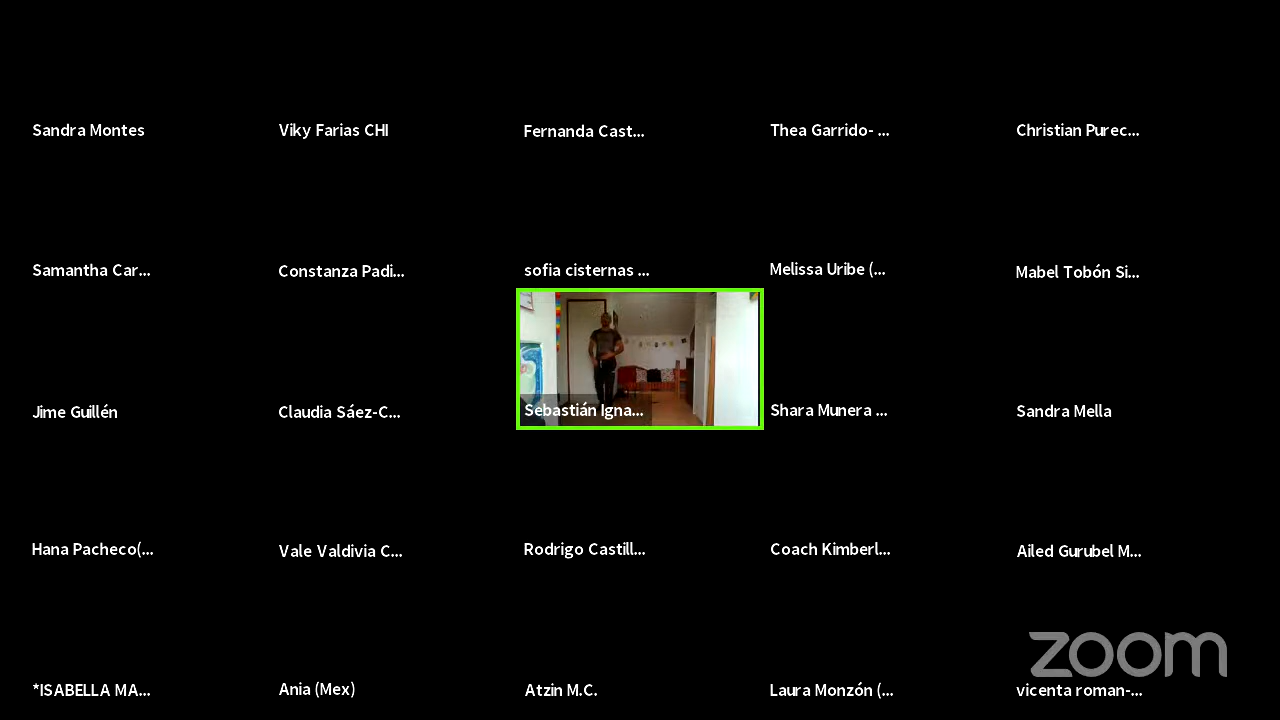 Sandra Montes
Viky Farias CHI
Fernanda Cast...
Thea Garrido- ...
Christian Purec...
Samantha Car...
Constanza Padi...
sofia cisternas ...
Melissa Uribe (...
Mabel Tobón Si...
Jime Guillén
Claudia Sáez-C...
Sebastián Igna...
Shara Munera ...
Sandra Mella
Hana Pacheco(...
Vale Valdivia C...
Rodrigo Castill...
Coach Kimberl...
Ailed Gurubel M...
*ISABELLA MA...
Ania (Mex)
Atzin M.C.
Laura Monzón (...
vicenta roman-...
zoom